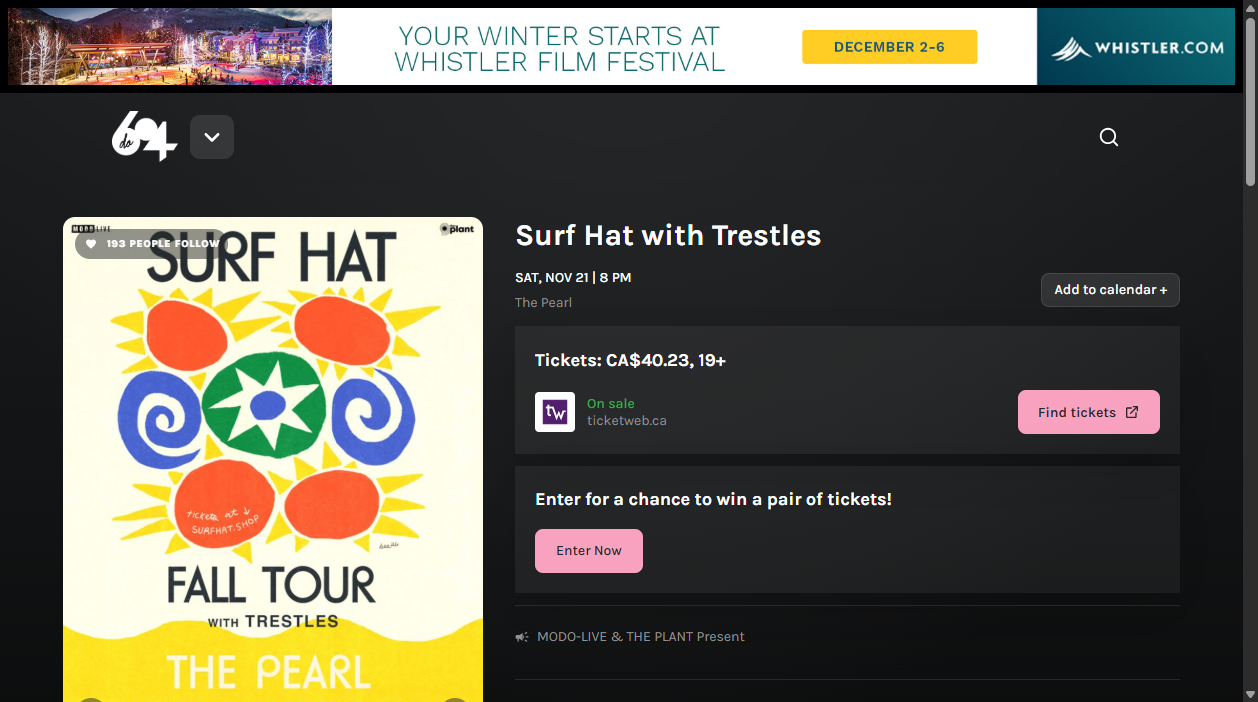 YOUR WINTER STARTS AT
WHISTLER FILM FESTIVAL
DECEMBER 2-6
WHISTLER.COM
do
604
MODO LIVE
plant
193 PEOPLE FOLLOW
SURF HAT
tickets at ↓
SURFHAT.SHOP
FALL TOUR
WITH TRESTLES
THE PEARL
Surf Hat with Trestles
SAT, NOV 21 | 8 PM
The Pearl
Add to calendar +
Tickets: CA$40.23, 19+
tw
On sale
ticketweb.ca
Find tickets
Enter for a chance to win a pair of tickets!
Enter Now
MODO-LIVE & THE PLANT Present